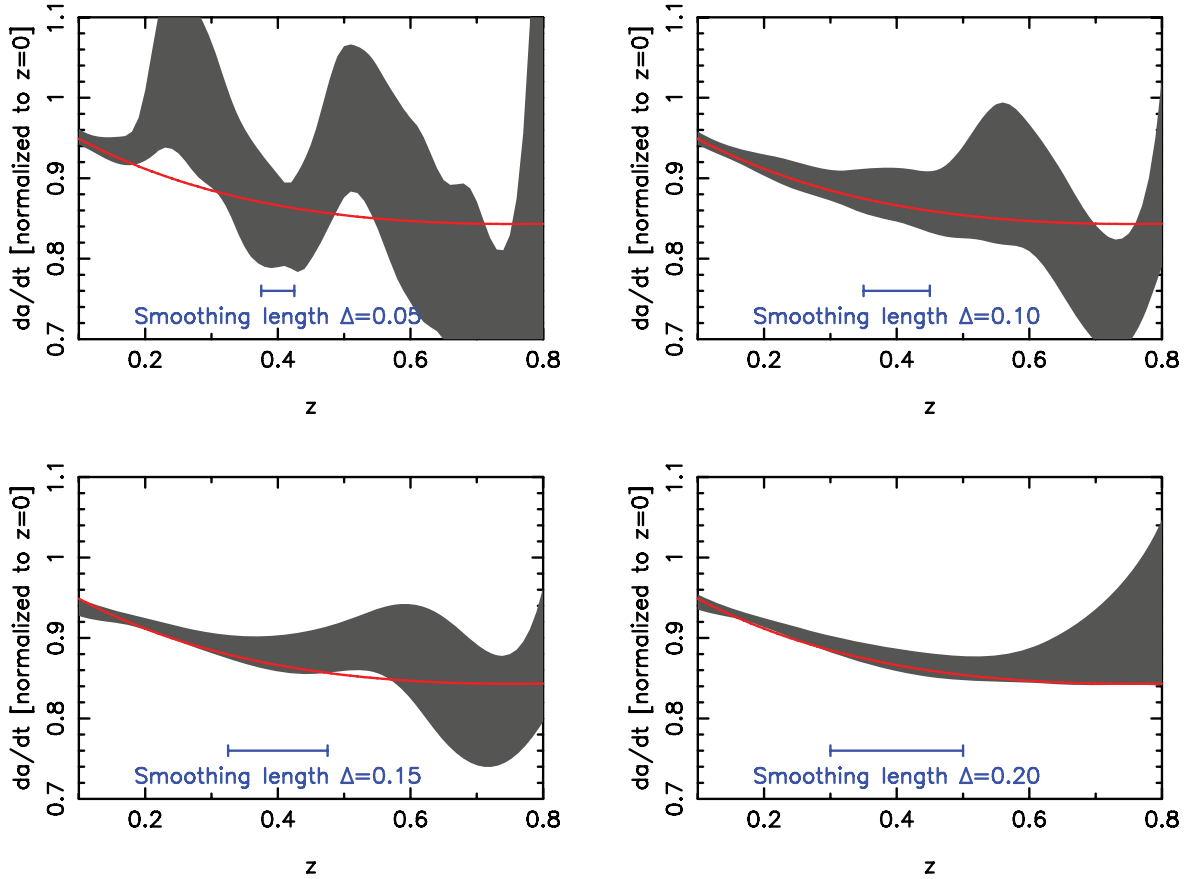 da/dt [normalized to z=0]
1.1
1
0.9
0.8
0.7
Smoothing length Δ=0.05
0.2 0.4 0.6 0.8
z
da/dt [normalized to z=0]
1.1
1
0.9
0.8
0.7
Smoothing length Δ=0.10
0.2 0.4 0.6 0.8
z
da/dt [normalized to z=0]
1.1
1
0.9
0.8
0.7
Smoothing length Δ=0.15
0.2 0.4 0.6 0.8
z
da/dt [normalized to z=0]
1.1
1
0.9
0.8
0.7
Smoothing length Δ=0.20
0.2 0.4 0.6 0.8
z